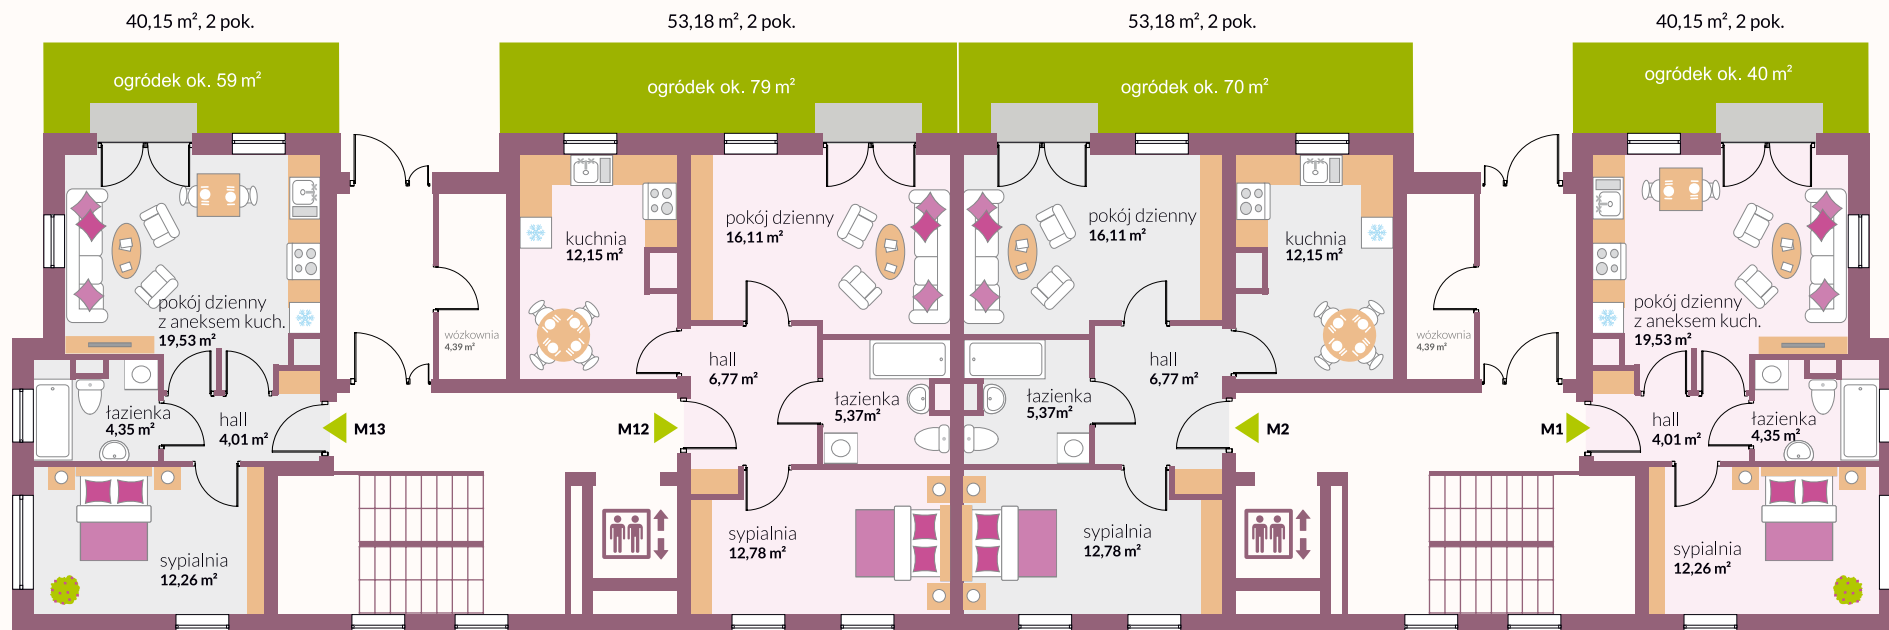 40,15 m², 2 pok.
53,18 m², 2 pok.
53,18 m², 2 pok.
40,15 m², 2 pok.
ogródek ok. 59 m²
ogródek ok. 79 m²
ogródek ok. 70 m²
ogródek ok. 40 m²
pokój dzienny
z aneksem kuch.
19,53 m²
wózkownia
4,39 m²
kuchnia
12,15 m²
pokój dzienny
16,11 m²
pokój dzienny
16,11 m²
kuchnia
12,15 m²
wózkownia
4,39 m²
pokój dzienny
z aneksem kuch.
19,53 m²
łazienka
4,35 m²
hall
4,01 m²
M13
M12
hall
6,77 m²
łazienka
5,37m²
łazienka
5,37m²
hall
6,77 m²
M2
M1
hall
4,01 m²
łazienka
4,35 m²
sypialnia
12,26 m²
sypialnia
12,78 m²
sypialnia
12,78 m²
sypialnia
12,26 m²